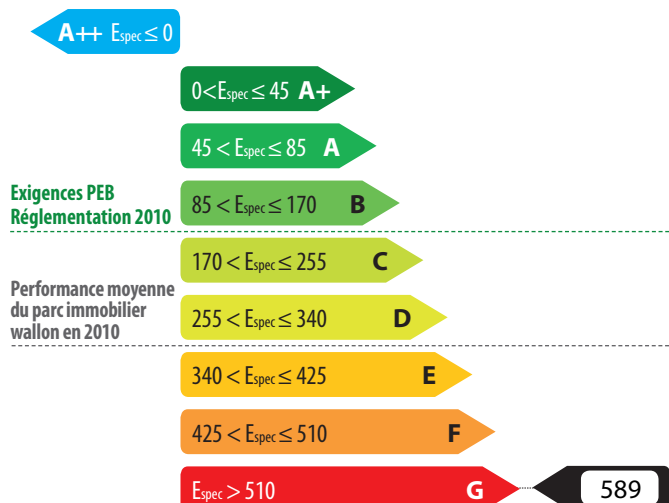 A++ Espec ≤ 0
0<Espec ≤ 45 A+
45 < Espec ≤ 85 A
Exigences PEB
Réglementation 2010
85 < Espec ≤ 170 B
170 < Espec ≤ 255 C
Performance moyenne
du parc immobilier
wallon en 2010
255 < Espec ≤ 340 D
340 < Espec ≤ 425 E
425 < Espec ≤ 510 F
Espec > 510 G 589